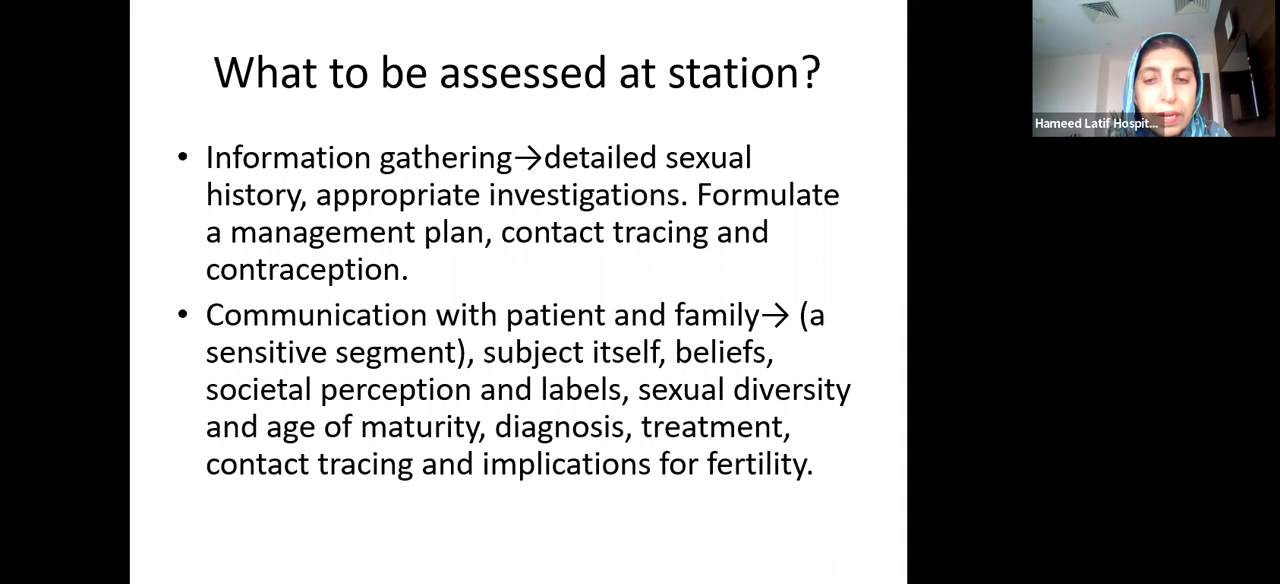 What to be assessed at station?
• Information gathering→detailed sexual
history, appropriate investigations. Formulate
a management plan, contact tracing and
contraception.
• Communication with patient and family→ (a
sensitive segment), subject itself, beliefs,
societal perception and labels, sexual diversity
and age of maturity, diagnosis, treatment,
contact tracing and implications for fertility.
Hameed Latif Hospit...